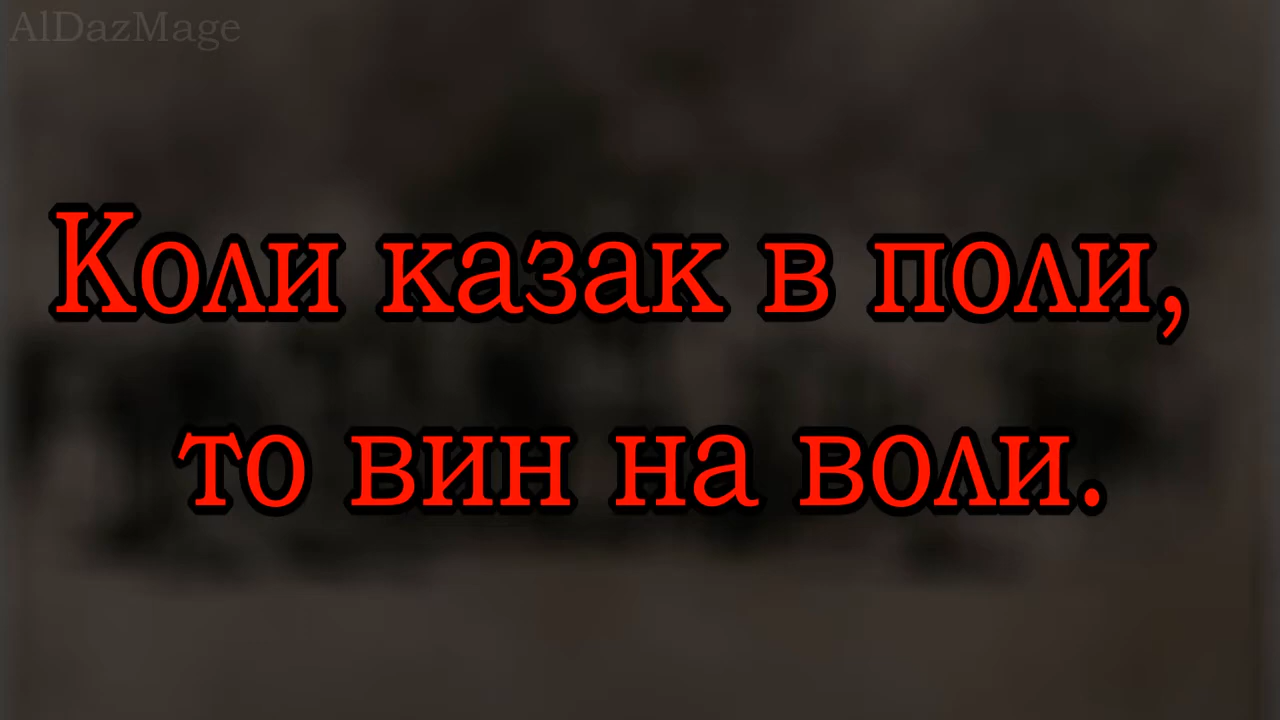 AlDazMage
Коли казак в поли,
то вин на воли.